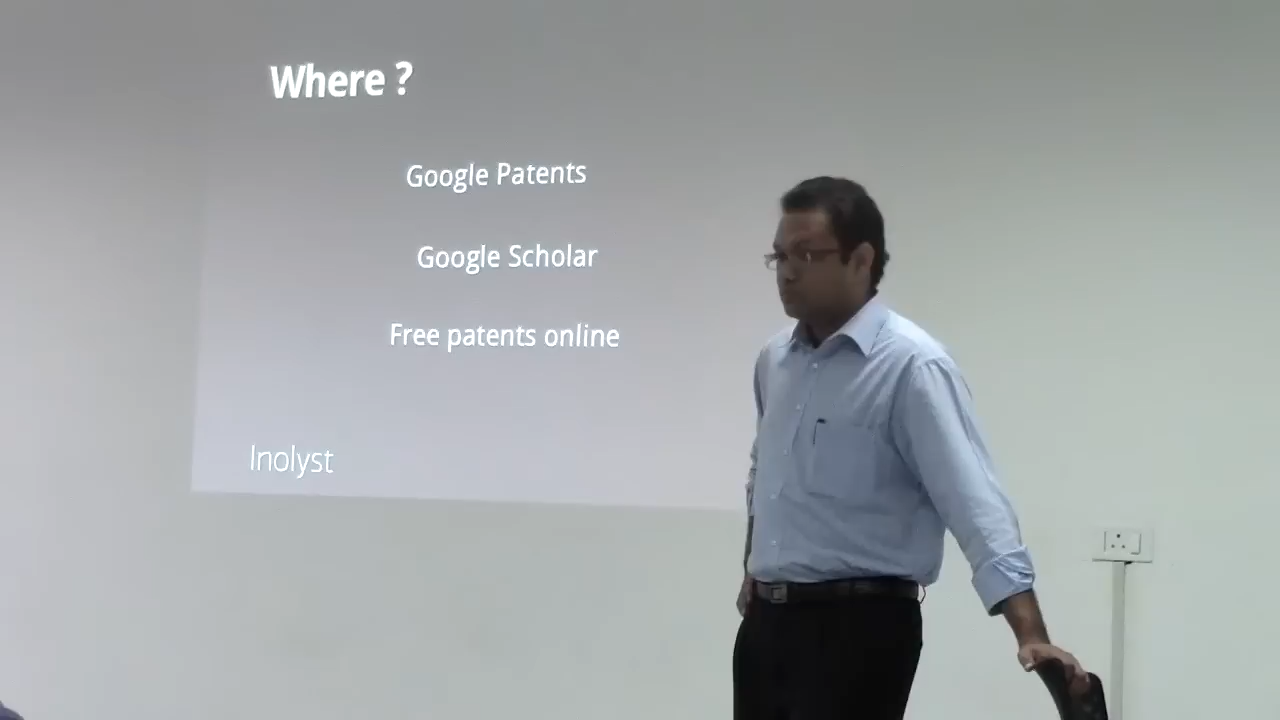 Where ?
Google Patents
Google Scholar
Free patents online
Inolyst